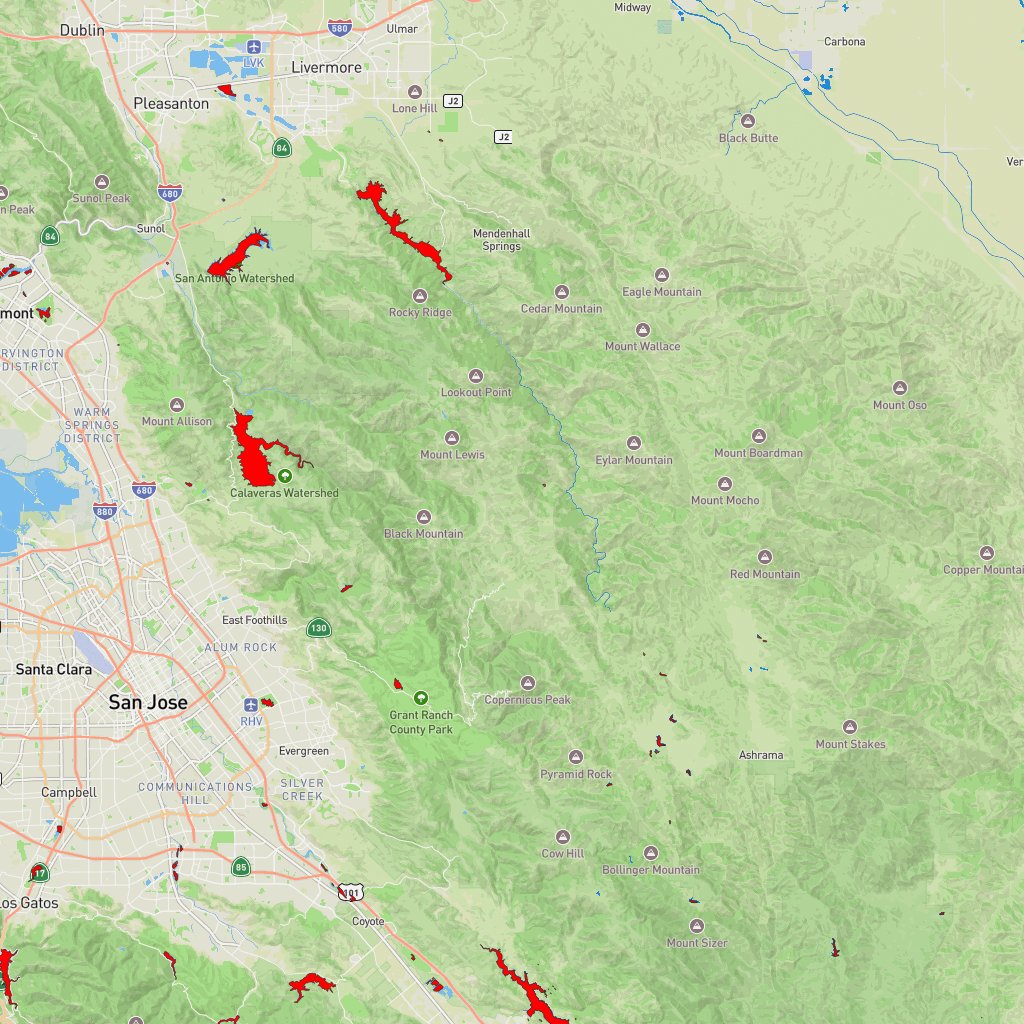 Midway
Dublin
580
Ulmar
Carbona
LVK
Livermore
Pleasanton
Lone Hill
J2
Black Butte
J2
84
Ver
Sunol Peak
680
n Peak
Sunol
84
Mendenhall
Springs
San Antonio Watershed
Eagle Mountain
Rocky Ridge
Cedar Mountain
mont
Mount Wallace
RVINGTON
DISTRICT
Lookout Point
Mount Oso
WARM
SPRINGS
DISTRICT
Mount Allison
Mount Lewis
Eylar Mountain
Mount Boardman
680
Calaveras Watershed
Mount Mocho
880
Black Mountain
Red Mountain
Copper Mountai
East Foothills
130
ALUM ROCK
Santa Clara
San Jose
Copernicus Peak
RHV
Grant Ranch
County Park
Evergreen
Ashrama
Mount Stakes
Pyramid Rock
COMMUNICATIONS
HILL
SILVER
CREEK
Campbell
Cow Hill
Bollinger Mountain
17
85
101
Los Gatos
Coyote
Mount Sizer